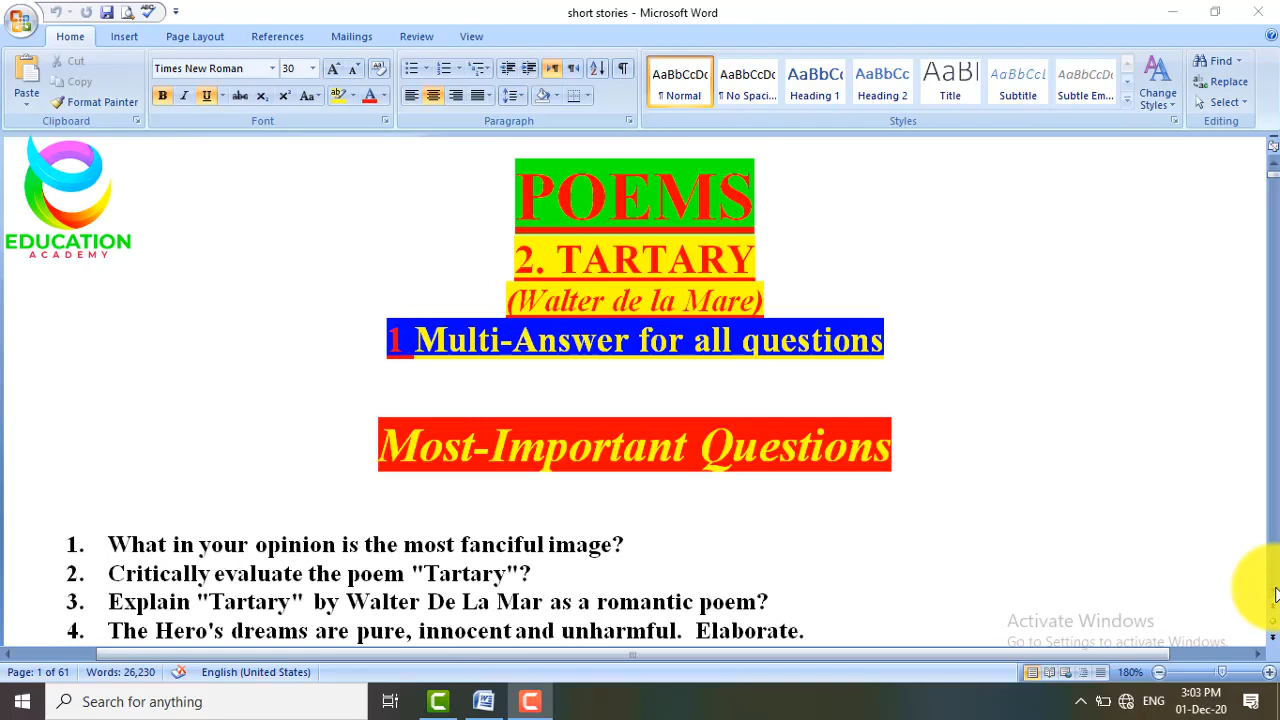 short stories - Microsoft Word
Home Insert Page Layout References Mailings Review View
Paste
Cut
Copy
Format Painter
Clipboard
Times New Roman 30
Font
Paragraph
AaBbCcDc AaBbCcD. AaBbC AaBbCc AaB AaBbCcL AaBbCcD.
¶ Normal ¶ No Spaci... Heading 1 Heading 2 Title Subtitle Subtle Em...
Change Styles
Styles
Find
Replace
Select
Editing
EDUCATION
ACADEMY
POEMS
2. TARTARY
(Walter de la Mare)
1 Multi-Answer for all questions
Most-Important Questions
1. What in your opinion is the most fanciful image?
2. Critically evaluate the poem "Tartary"?
3. Explain "Tartary" by Walter De La Mar as a romantic poem?
4. The Hero's dreams are pure, innocent and unharmful. Elaborate.
Activate Windows
Go to Settings to activate Windows.
Page: 1 of 61 Words: 26,230 English (United States) 180%
Search for anything
ENG
3:03 PM
01-Dec-20